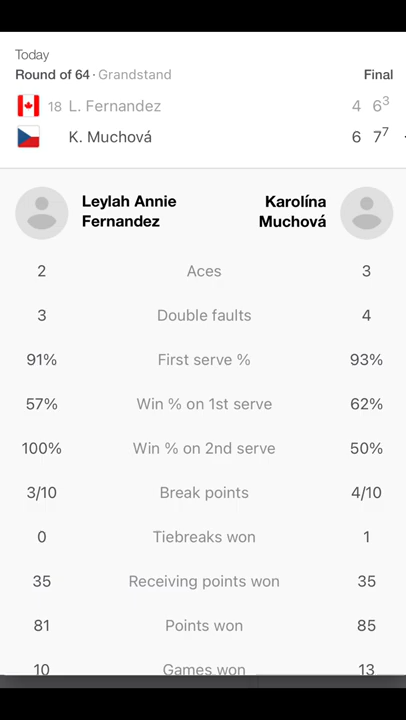 Today
Round of 64 · Grandstand Final
18 L. Fernandez 4 6³
K. Muchová 6 7⁷
Leylah Annie Fernandez
Karolína Muchová
2 Aces 3
3 Double faults 4
91% First serve % 93%
57% Win % on 1st serve 62%
100% Win % on 2nd serve 50%
3/10 Break points 4/10
0 Tiebreaks won 1
35 Receiving points won 35
81 Points won 85
10 Games won 13